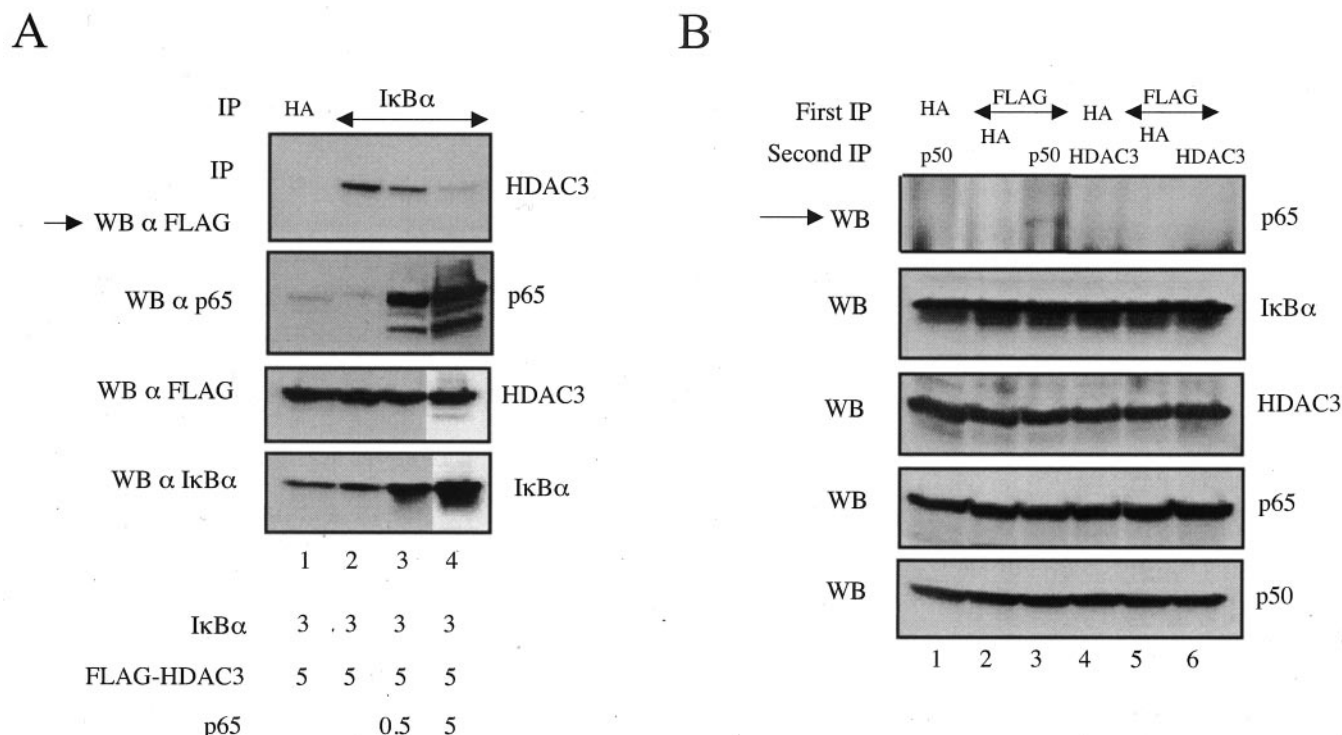 A
IP HA IκBα
IP
HDAC3
WB α FLAG
WB α p65 p65
WB α FLAG HDAC3
WB α IκBα IκBα
1 2 3 4
IκBα 3 3 3 3
FLAG-HDAC3 5 5 5 5
p65 0.5 5
B
First IP HA FLAG HA FLAG
Second IP p50 HA p50 HDAC3 HA HDAC3
WB p65
WB IκBα
WB HDAC3
WB p65
WB p50
1 2 3 4 5 6